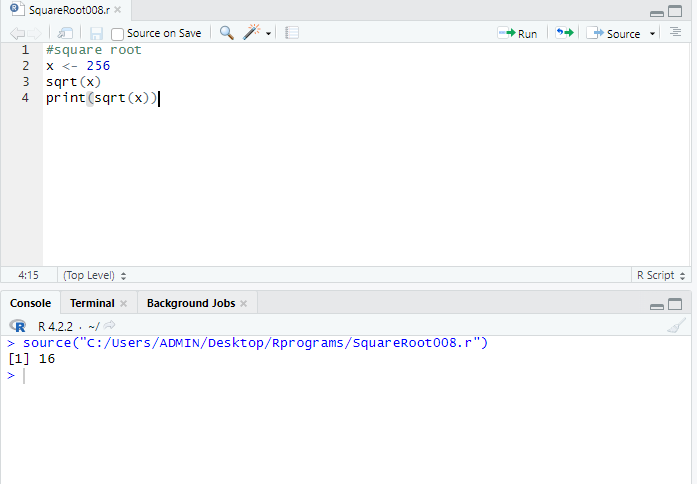 SquareRoot008.r
Source on Save
Run
Source
1 #square root
2 x <- 256
3 sqrt(x)
4 print(sqrt(x))
4:15 (Top Level) R Script
Console Terminal Background Jobs
R 4.2.2 · ~/
> source("C:/Users/ADMIN/Desktop/Rprograms/SquareRoot008.r")
[1] 16
>